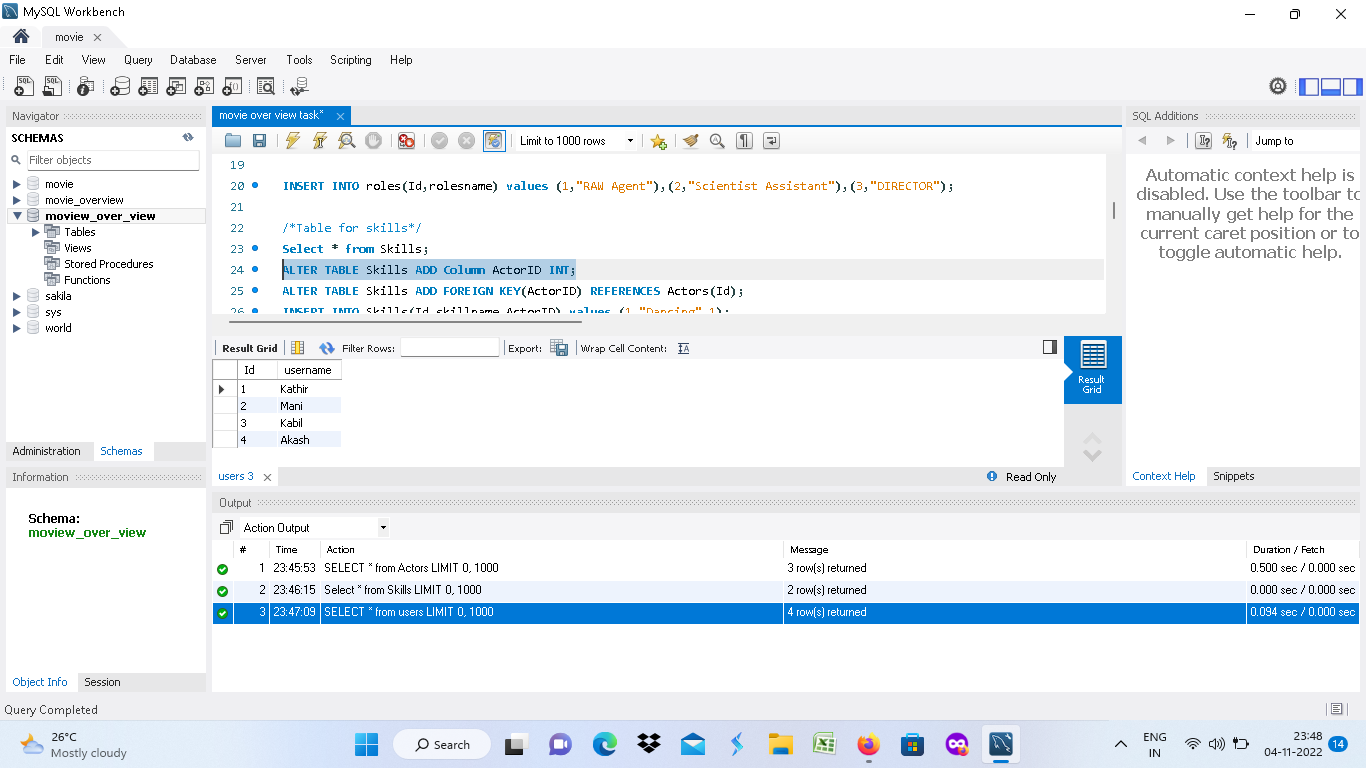 MySQL Workbench
movie
File Edit View Query Database Server Tools Scripting Help
Navigator
SCHEMAS
Filter objects
movie
movie_overview
moview_over_view
Tables
Views
Stored Procedures
Functions
sakila
sys
world
Administration Schemas
Information
Schema:
moview_over_view
Object Info Session
movie over view task*
Limit to 1000 rows
19
20 INSERT INTO roles(Id,rolesname) values (1,"RAW Agent"),(2,"Scientist Assistant"),(3,"DIRECTOR");
21
22 /*Table for skills*/
23 Select * from Skills;
24 ALTER TABLE Skills ADD Column ActorID INT;
25 ALTER TABLE Skills ADD FOREIGN KEY(ActorID) REFERENCES Actors(Id);
26 INSERT INTO Skills(Id,skillname,ActorID) values (1,"Dancing",1);
Result Grid Filter Rows: Export: Wrap Cell Content:
Id username
1 Kathir
2 Mani
3 Kabil
4 Akash
Result
Grid
users 3
Read Only
SQL Additions
Jump to
Automatic context help is
disabled. Use the toolbar to
manually get help for the
current caret position or to
toggle automatic help.
Context Help Snippets
Output
Action Output
# Time Action Message Duration / Fetch
1 23:45:53 SELECT * from Actors LIMIT 0, 1000 3 row(s) returned 0.500 sec / 0.000 sec
2 23:46:15 Select * from Skills LIMIT 0, 1000 2 row(s) returned 0.000 sec / 0.000 sec
3 23:47:09 SELECT * from users LIMIT 0, 1000 4 row(s) returned 0.094 sec / 0.000 sec
Query Completed
26°C
Mostly cloudy
Search
ENG
IN
23:48
04-11-2022
14